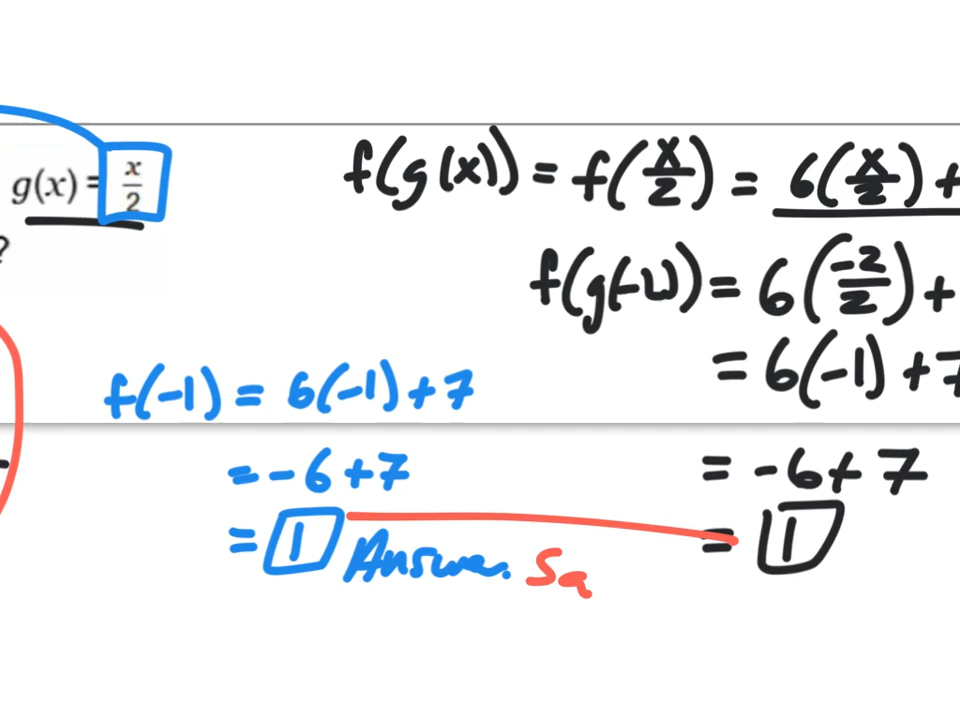 g(x) = x/2
?
f(g(x)) = f(x/2) = 6(x/2) +
f(g(-2)) = 6(-2/2) +
= 6(-1) + 7
= -6 + 7
= 1
f(-1) = 6(-1) + 7
= -6 + 7
= 1 Answer. Sa